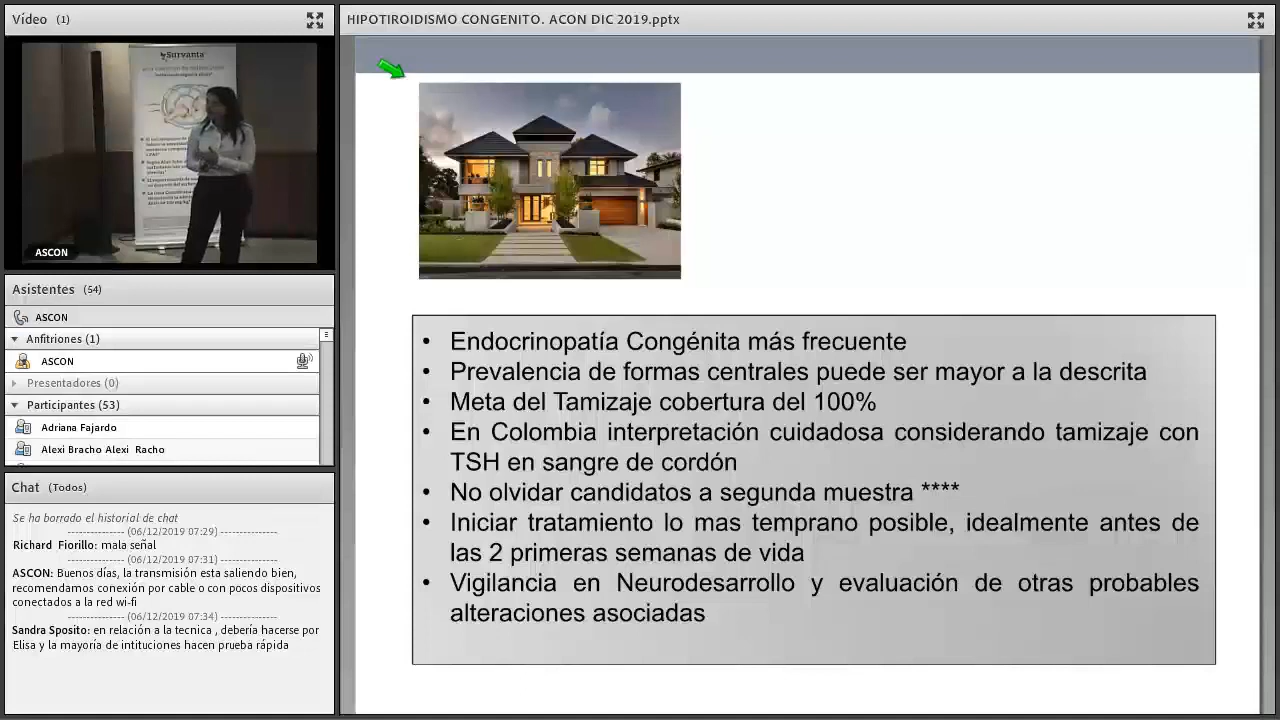 Vídeo (1)
Survanta
ASCON
Asistentes (54)
ASCON
Anfitriones (1)
ASCON
Presentadores (0)
Participantes (53)
Adriana Fajardo
Alexi Bracho Alexi Racho
Chat (Todos)
Se ha borrado el historial de chat
-------------- (06/12/2019 07:29) --------------
Richard Fiorillo: mala señal
-------------- (06/12/2019 07:31) --------------
ASCON: Buenos días, la transmisión esta saliendo bien,
recomendamos conexión por cable o con pocos dispositivos
conectados a la red wi-fi
-------------- (06/12/2019 07:34) --------------
Sandra Sposito: en relación a la tecnica , debería hacerse por
Elisa y la mayoría de intituciones hacen prueba rápida
HIPOTIROIDISMO CONGENITO. ACON DIC 2019.pptx
• Endocrinopatía Congénita más frecuente
• Prevalencia de formas centrales puede ser mayor a la descrita
• Meta del Tamizaje cobertura del 100%
• En Colombia interpretación cuidadosa considerando tamizaje con
TSH en sangre de cordón
• No olvidar candidatos a segunda muestra ****
• Iniciar tratamiento lo mas temprano posible, idealmente antes de
las 2 primeras semanas de vida
• Vigilancia en Neurodesarrollo y evaluación de otras probables
alteraciones asociadas